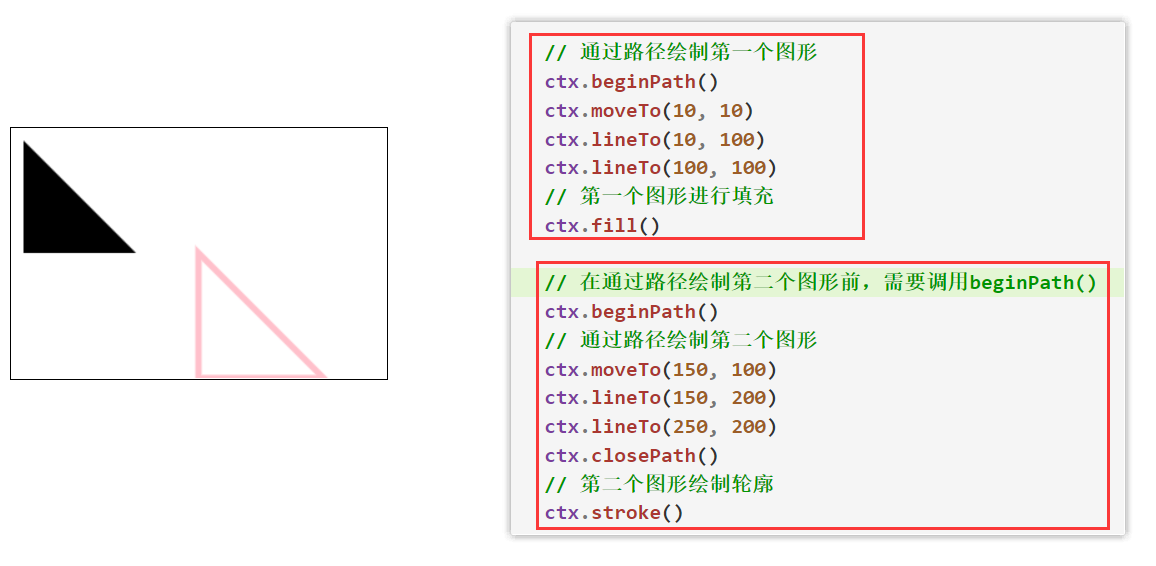 // 通过路径绘制第一个图形
ctx.beginPath()
ctx.moveTo(10, 10)
ctx.lineTo(10, 100)
ctx.lineTo(100, 100)
// 第一个图形进行填充
ctx.fill()
// 在通过路径绘制第二个图形前，需要调用beginPath()
ctx.beginPath()
// 通过路径绘制第二个图形
ctx.moveTo(150, 100)
ctx.lineTo(150, 200)
ctx.lineTo(250, 200)
ctx.closePath()
// 第二个图形绘制轮廓
ctx.stroke()